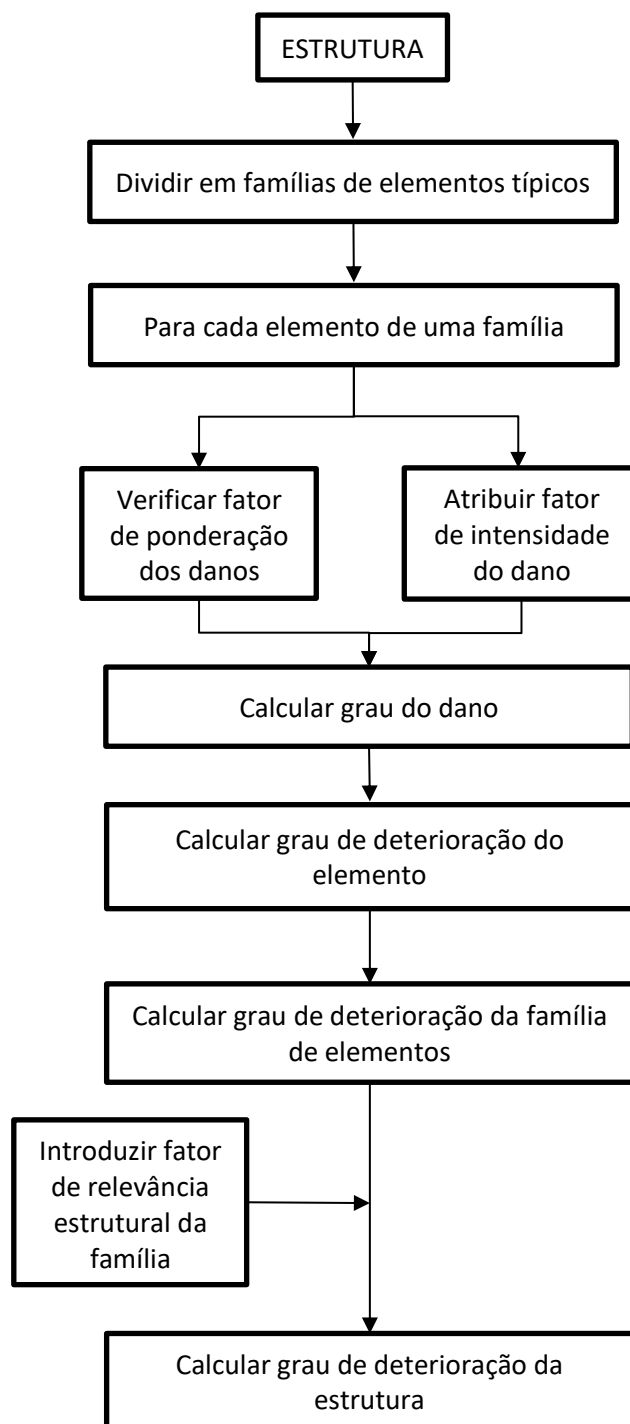 ESTRUTURA
Dividir em famílias de elementos típicos
Para cada elemento de uma família
Verificar fator
de ponderação
dos danos
Atribuir fator
de intensidade
do dano
Calcular grau do dano
Calcular grau de deterioração do
elemento
Calcular grau de deterioração da família
de elementos
Introduzir fator
de relevância
estrutural da
família
Calcular grau de deterioração da
estrutura